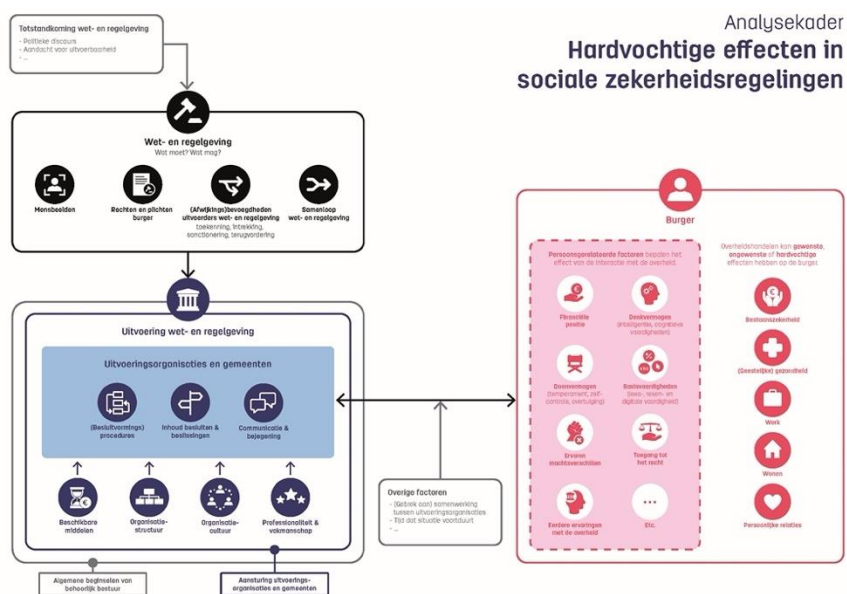 Analysekader
Hardvochtige effecten in
sociale zekerheidsregelingen
Totstandkoming wet- en regelgeving
- Politieke discours
- Aandacht voor uitvoerbaarheid
- ...
Wet- en regelgeving
Wat moet? Wat mag?
Mensbeelden
Rechten en plichten
burger
(Afwijkings)bevoegdheden
uitvoerders wet- en regelgeving
toekenning, intrekking,
sanctionering, terugvordering
Samenloop
wet- en regelgeving
Uitvoering wet- en regelgeving
Uitvoeringsorganisaties en gemeenten
(Besluitvormings)
procedures
Inhoud besluiten &
beslissingen
Communicatie &
bejegening
Beschikbare
middelen
Organisatie-
structuur
Organisatie-
cultuur
Professionaliteit &
vakmanschap
Algemene beginselen van
behoorlijk bestuur
Aansturing uitvoerings-
organisaties en gemeenten
Overige factoren
- (Gebrek aan) samenwerking
tussen uitvoeringsorganisaties
- Tijd dat situatie voortduurt
- ...
Burger
Persoonsgerelateerde factoren bepalen het
effect van de interactie met de overheid.
Financiële
positie
Denkvermogen
(intelligentie, cognitieve
vaardigheden)
Doenvermogen
(temperament, zelf-
controle, overtuiging)
Basisvaardigheden
(lees-, reken- en
digitale vaardigheid)
Ervaren
machtsverschillen
Toegang tot
het recht
Eerdere ervaringen
met de overheid
Etc.
Overheidshandelen kan gewenste,
ongewenste of hardvochtige
effecten hebben op de burger.
Bestaanszekerheid
(Geestelijke) gezondheid
Werk
Wonen
Persoonlijke relaties